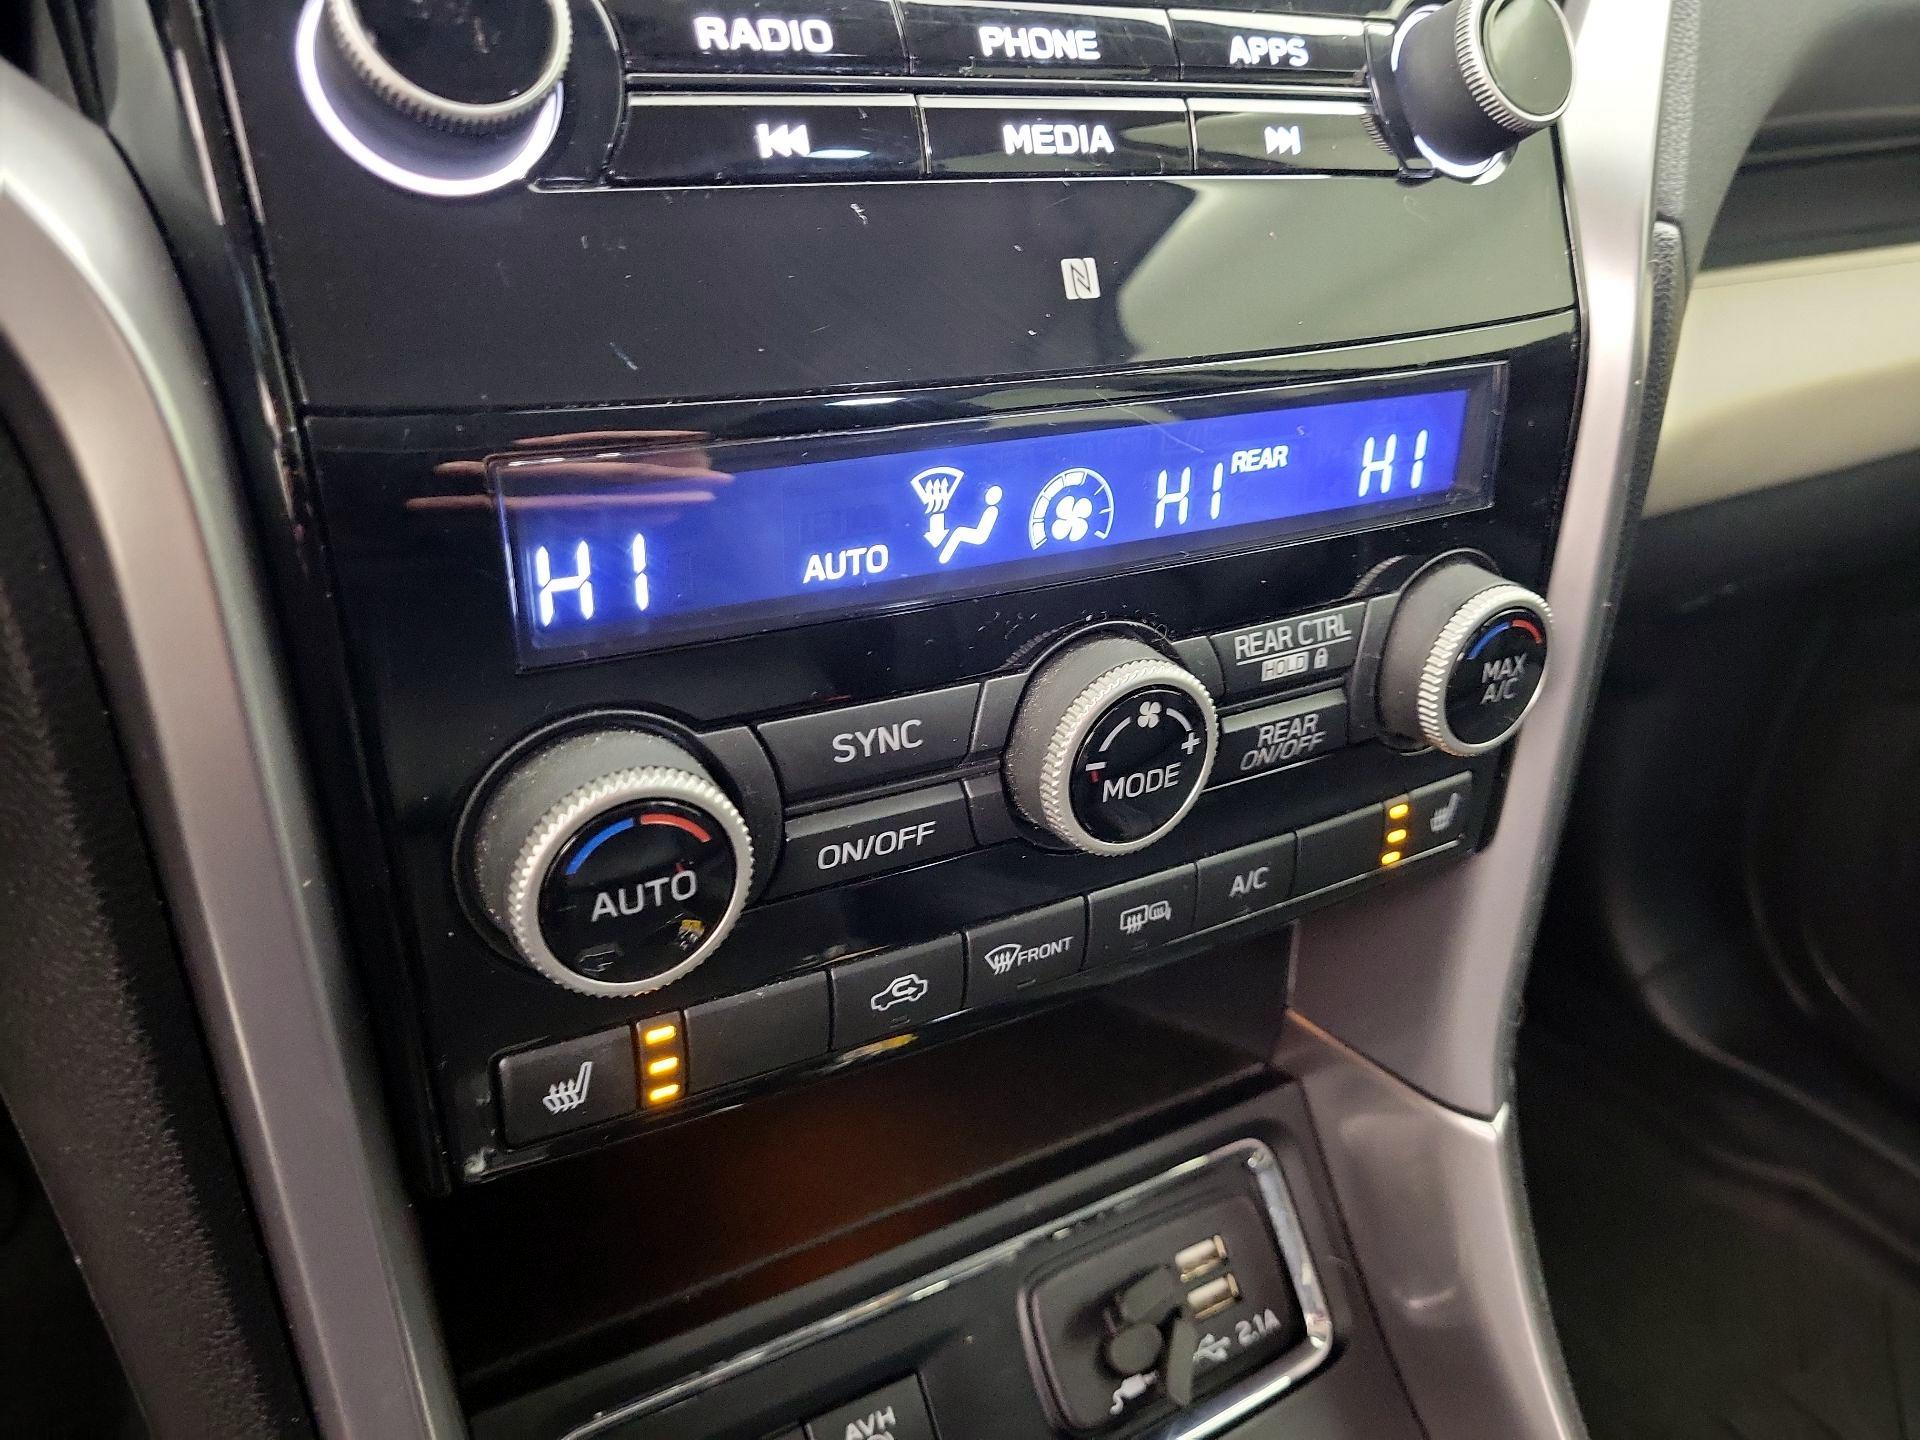 RADIO PHONE APPS
MEDIA
HI AUTO HI REAR HI
SYNC REAR CTRL
HOLD
MAX
A/C
AUTO ON/OFF - MODE + REAR
ON/OFF
FRONT A/C
2.1A
AVH